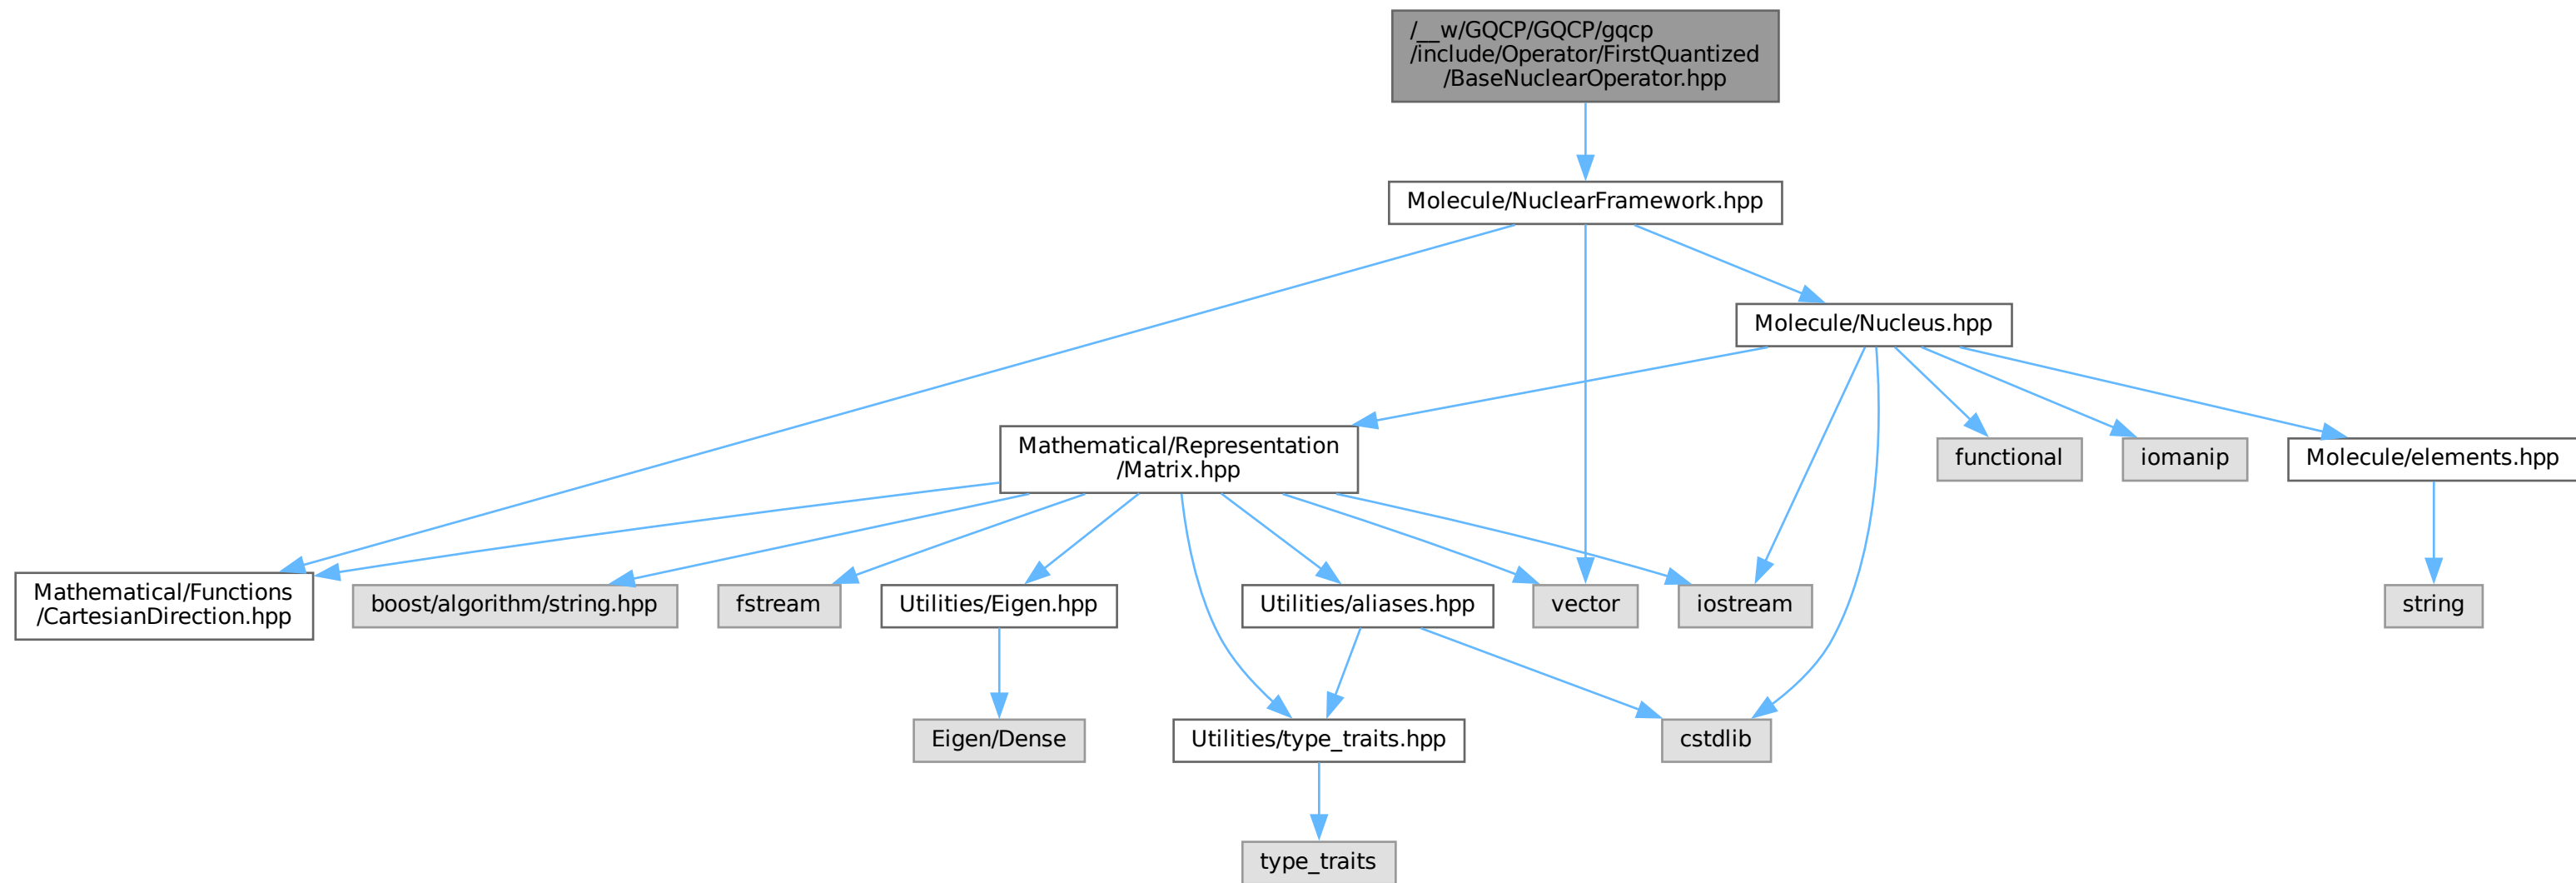 /__w/GQCP/GQCP/gqcp
/include/Operator/FirstQuantized
/BaseNuclearOperator.hpp
Molecule/NuclearFramework.hpp
Molecule/Nucleus.hpp
Mathematical/Representation
/Matrix.hpp
functional
iomanip
Molecule/elements.hpp
Mathematical/Functions
/CartesianDirection.hpp
boost/algorithm/string.hpp
fstream
Utilities/Eigen.hpp
Utilities/aliases.hpp
vector
iostream
string
Eigen/Dense
Utilities/type_traits.hpp
cstdlib
type_traits